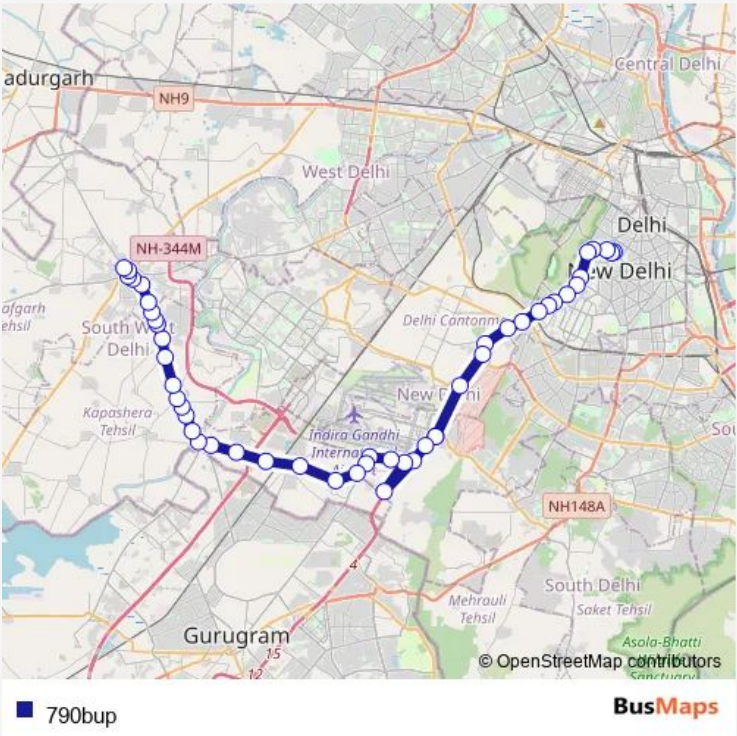 Central Delhi
adurgarh
NH9
West Delhi
Delhi
NH-344M
New Delhi
afgarh
ehsil
South West
Delhi
Delhi Cantonm
New Delhi
Kapashera
Tehsil
Indira Gandhi
Internat
Sou
NH148A
4
South Delhi
Mehrauli
Tehsil
Saket Tehsil
Gurugram
Asola-Bhatti
15
12
Sanctuary
© OpenStreetMap contributors
790bup
BusMaps